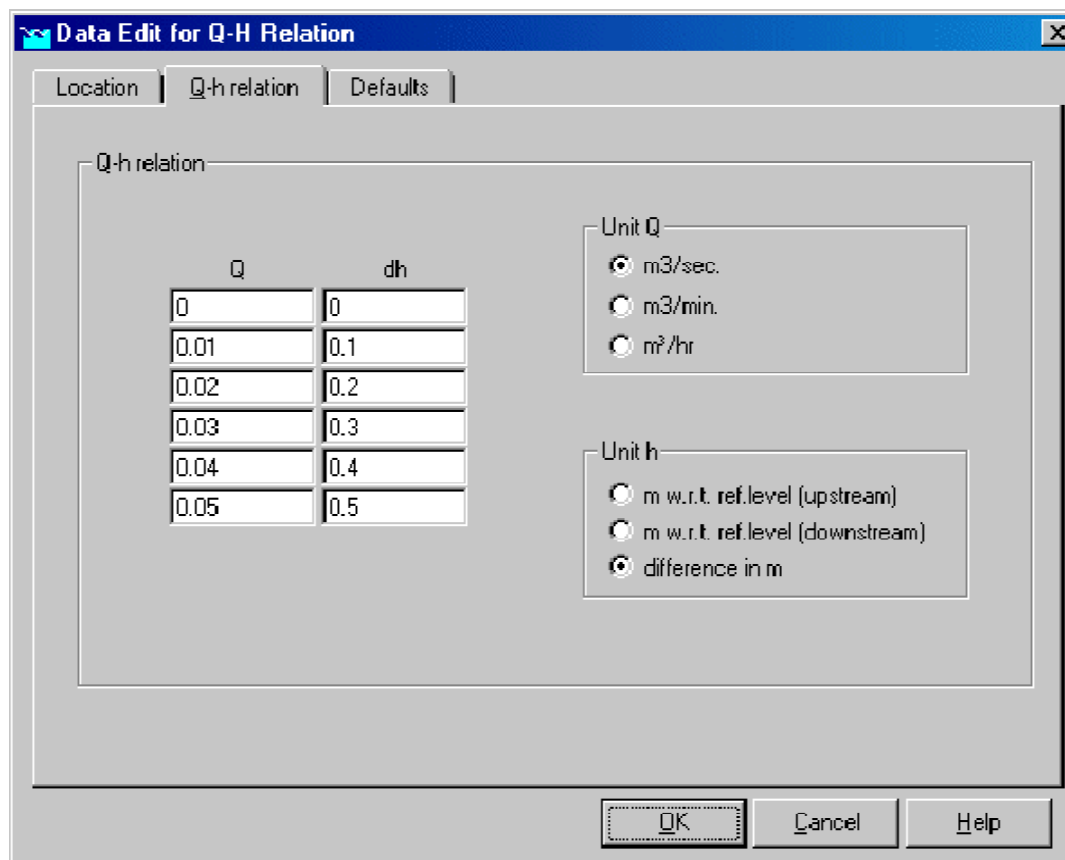 Data Edit for Q-H Relation
Location Q-h relation Defaults
Q-h relation
Q dh
0 0
0.01 0.1
0.02 0.2
0.03 0.3
0.04 0.4
0.05 0.5
Unit Q
m3/sec.
m3/min.
m³/hr
Unit h
m w.r.t. ref.level (upstream)
m w.r.t. ref.level (downstream)
difference in m
OK Cancel Help